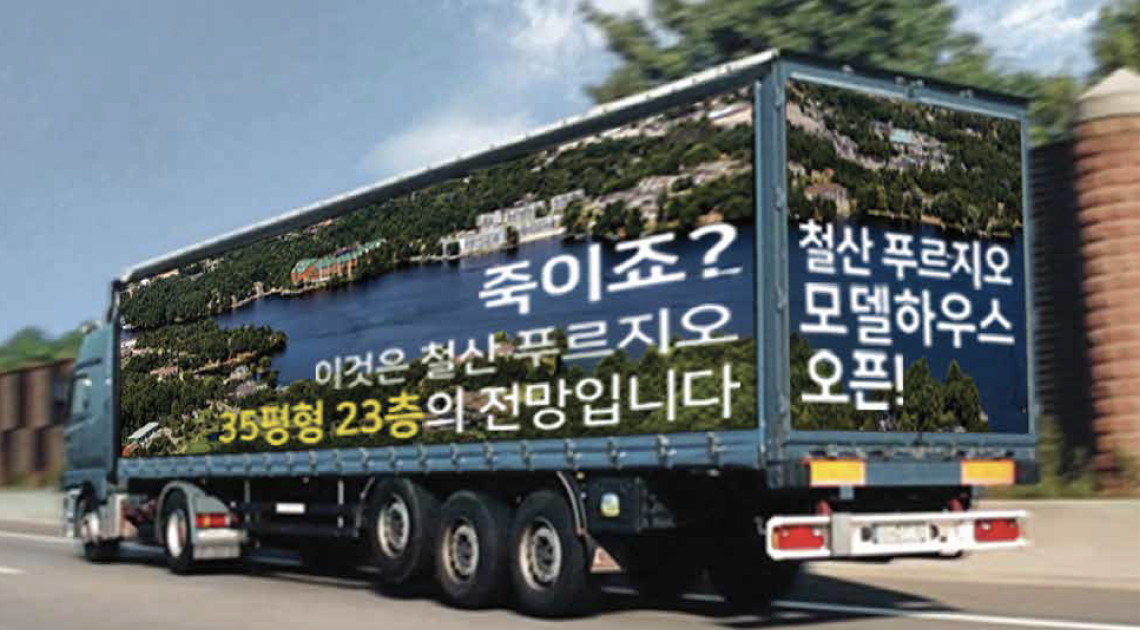 죽이죠?
이것은 철산 푸르지오
35평형 23층의 전망입니다
철산 푸르지오
모델하우스
오픈!